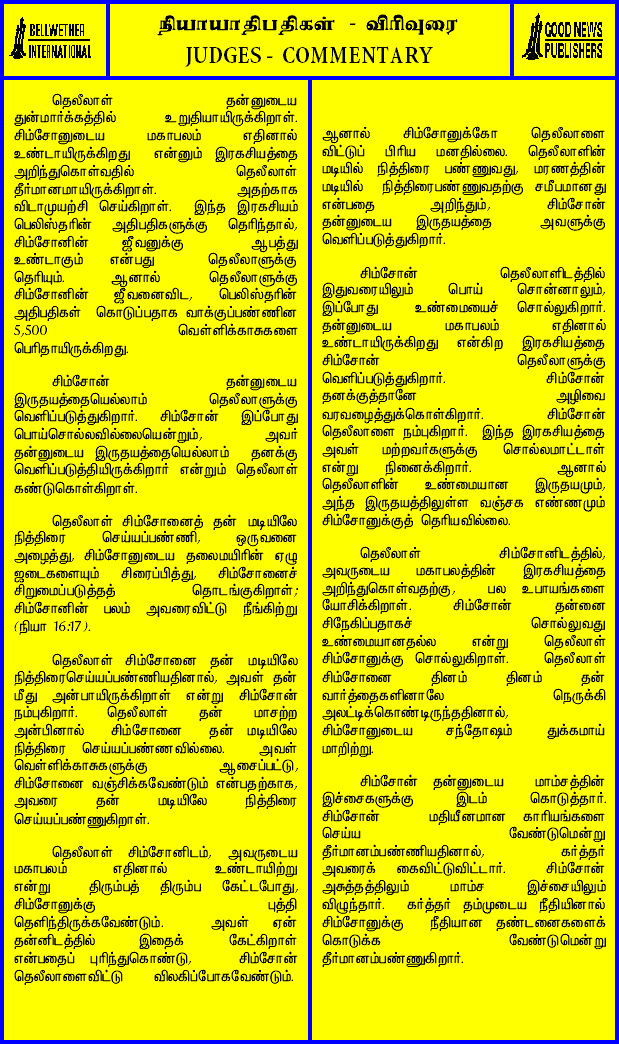 BELLWETHER
INTERNATIONAL
நியாயாதிபதிகள் - விரிவுரை
JUDGES - COMMENTARY
GOOD NEWS
PUBLISHERS
தெலீலாள் தன்னுடைய
துன்மார்க்கத்தில் உறுதியாயிருக்கிறாள்.
சிம்சோனுடைய மகாபலம் எதினால்
உண்டாயிருக்கிறது என்னும் இரகசியத்தை
அறிந்துகொள்வதில் தெலீலாள்
தீர்மானமாயிருக்கிறாள். அதற்காக
விடாமுயற்சி செய்கிறாள். இந்த இரகசியம்
பெலிஸ்தரின் அதிபதிகளுக்கு தெரிந்தால்,
சிம்சோனின் ஜீவனுக்கு ஆபத்து
உண்டாகும் என்பது தெலீலாளுக்கு
தெரியும். ஆனால் தெலீலாளுக்கு
சிம்சோனின் ஜீவனைவிட, பெலிஸ்தரின்
அதிபதிகள் கொடுப்பதாக வாக்குப்பண்ணின
5,500 வெள்ளிக்காசுகளை
பெரிதாயிருக்கிறது.
சிம்சோன் தன்னுடைய
இருதயத்தையெல்லாம் தெலீலாளுக்கு
வெளிப்படுத்துகிறார். சிம்சோன் இப்போது
பொய்சொல்லவில்லையென்றும், அவர்
தன்னுடைய இருதயத்தையெல்லாம் தனக்கு
வெளிப்படுத்தியிருக்கிறார் என்றும் தெலீலாள்
கண்டுகொள்கிறாள்.
தெலீலாள் சிம்சோனைத் தன் மடியிலே
நித்திரை செய்யப்பண்ணி, ஒருவனை
அழைத்து, சிம்சோனுடைய தலைமயிரின் ஏழு
ஜடைகளையும் சிரைப்பித்து, சிம்சோனைச்
சிறுமைப்படுத்தத் தொடங்குகிறாள்;
சிம்சோனின் பலம் அவரைவிட்டு நீங்கிற்று
(நியா 16:17).
தெலீலாள் சிம்சோனை தன் மடியிலே
நித்திரைசெய்யப்பண்ணியதினால், அவள் தன்
மீது அன்பாயிருக்கிறாள் என்று சிம்சோன்
நம்புகிறார். தெலீலாள் தன் மாசற்ற
அன்பினால் சிம்சோனை தன் மடியிலே
நித்திரை செய்யப்பண்ணவில்லை. அவள்
வெள்ளிக்காசுகளுக்கு ஆசைப்பட்டு,
சிம்சோனை வஞ்சிக்கவேண்டும் என்பதற்காக,
அவரை தன் மடியிலே நித்திரை
செய்யப்பண்ணுகிறாள்.
தெலீலாள் சிம்சோனிடம், அவருடைய
மகாபலம் எதினால் உண்டாயிற்று
என்று திரும்பத் திரும்ப கேட்டபோது,
சிம்சோனுக்கு புத்தி
தெளிந்திருக்கவேண்டும். அவள் ஏன்
தன்னிடத்தில் இதைக் கேட்கிறாள்
என்பதைப் புரிந்துகொண்டு, சிம்சோன்
தெலீலாளைவிட்டு விலகிப்போகவேண்டும்.
ஆனால் சிம்சோனுக்கோ தெலீலாளை
விட்டுப் பிரிய மனதில்லை. தெலீலாளின்
மடியில் நித்திரை பண்ணுவது, மரணத்தின்
மடியில் நித்திரைபண்ணுவதற்கு சமீபமானது
என்பதை அறிந்தும், சிம்சோன்
தன்னுடைய இருதயத்தை அவளுக்கு
வெளிப்படுத்துகிறார்.
சிம்சோன் தெலீலாளிடத்தில்
இதுவரையிலும் பொய் சொன்னாலும்,
இப்போது உண்மையைச் சொல்லுகிறார்.
தன்னுடைய மகாபலம் எதினால்
உண்டாயிருக்கிறது என்கிற இரகசியத்தை
சிம்சோன் தெலீலாளுக்கு
வெளிப்படுத்துகிறார். சிம்சோன்
தனக்குத்தானே அழிவை
வரவழைத்துக்கொள்கிறார். சிம்சோன்
தெலீலாளை நம்புகிறார். இந்த இரகசியத்தை
அவள் மற்றவர்களுக்கு சொல்லமாட்டாள்
என்று நினைக்கிறார். ஆனால்
தெலீலாளின் உண்மையான இருதயமும்,
அந்த இருதயத்திலுள்ள வஞ்சக எண்ணமும்
சிம்சோனுக்குத் தெரியவில்லை.
தெலீலாள் சிம்சோனிடத்தில்,
அவருடைய மகாபலத்தின் இரகசியத்தை
அறிந்துகொள்வதற்கு, பல உபாயங்களை
யோசிக்கிறாள். சிம்சோன் தன்னை
சிநேகிப்பதாகச் சொல்லுவது
உண்மையானதல்ல என்று தெலீலாள்
சிம்சோனுக்கு சொல்லுகிறாள். தெலீலாள்
சிம்சோனை தினம் தினம் தன்
வார்த்தைகளினாலே நெருக்கி
அலட்டிக்கொண்டிருந்ததினால்,
சிம்சோனுடைய சந்தோஷம் துக்கமாய்
மாறிற்று.
சிம்சோன் தன்னுடைய மாம்சத்தின்
இச்சைகளுக்கு இடம் கொடுத்தார்.
சிம்சோன் மதியீனமான காரியங்களை
செய்ய வேண்டுமென்று
தீர்மானம்பண்ணியதினால், கர்த்தர்
அவரைக் கைவிட்டுவிட்டார். சிம்சோன்
அசுத்தத்திலும் மாம்ச இச்சையிலும்
விழுந்தார். கர்த்தர் தம்முடைய நீதியினால்
சிம்சோனுக்கு நீதியான தண்டனைகளைக்
கொடுக்க வேண்டுமென்று
தீர்மானம்பண்ணுகிறார்.